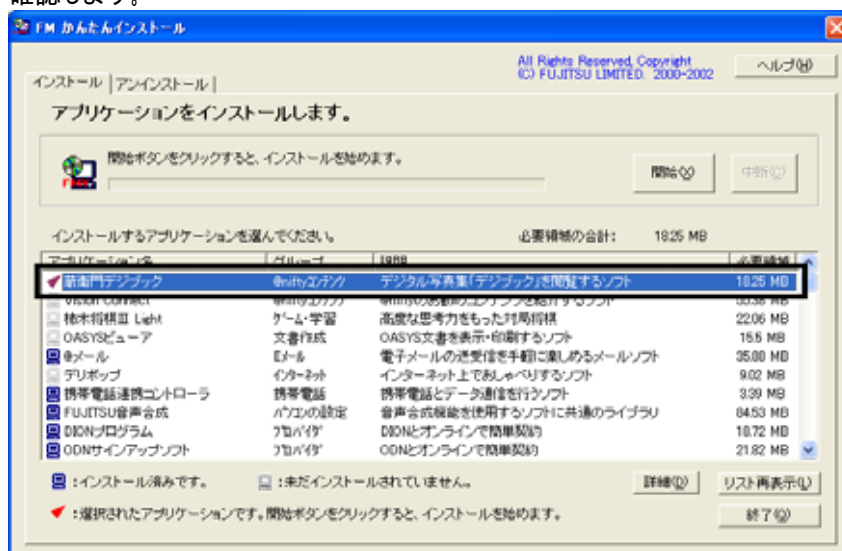 確認します。
FM かんたんインストール
All Rights Reserved, Copyright
(C) FUJITSU LIMITED. 2000-2002
ヘルプ(H)
インストール アンインストール
アプリケーションをインストールします。
開始ボタンをクリックすると、インストールを始めます。
開始(X) 中断(C)
インストールするアプリケーションを選んでください。 必要領域の合計: 18.25 MB
アプリケーション名 グループ 説明 必要領域
蔵衛門デジブック @niftyコンテンツ デジタル写真集「デジブック」を閲覧するソフト 18.25 MB
Vision Connect @niftyコンテンツ
柿木将棋Ⅲ Light ゲーム・学習 高度な思考力をもった対局将棋 22.06 MB
OASYSビューア 文書作成 OASYS文書を表示・印刷するソフト 15.5 MB
@メール Eメール 電子メールの送受信を手軽に楽しめるメールソフト 35.00 MB
デリポップ インターネット インターネット上でおしゃべりするソフト 9.02 MB
携帯電話連携コントローラ 携帯電話 携帯電話とデータ通信を行うソフト 3.39 MB
FUJITSU音声合成 パソコンの設定 音声合成機能を使用するソフトに共通のライブラリ 84.53 MB
DIONプログラム プロバイダ DIONとオンラインで簡単契約 10.72 MB
ODNサインアップソフト プロバイダ ODNとオンラインで簡単契約 21.82 MB
:インストール済みです。 :未だインストールされていません。 詳細(D) リスト再表示(L)
:選択されたアプリケーションです。開始ボタンをクリックすると、インストールを始めます。 終了(Q)